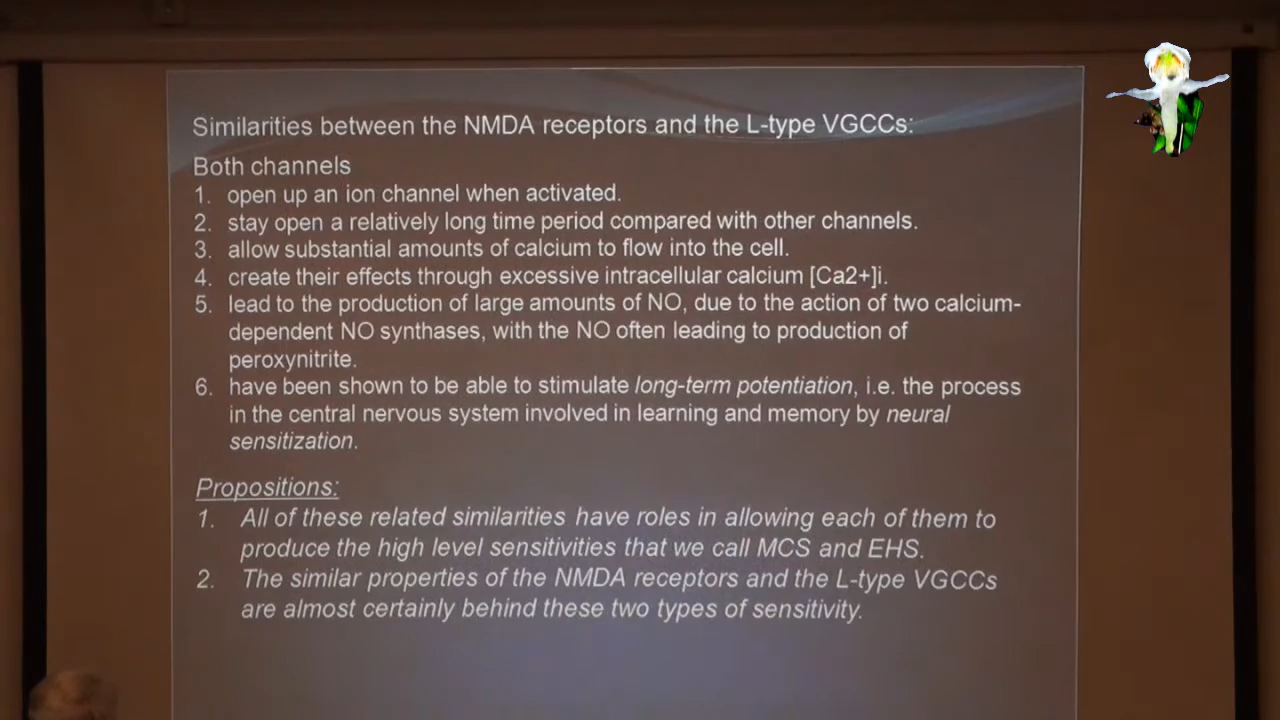 Similarities between the NMDA receptors and the L-type VGCCs:
Both channels
1. open up an ion channel when activated.
2. stay open a relatively long time period compared with other channels.
3. allow substantial amounts of calcium to flow into the cell.
4. create their effects through excessive intracellular calcium [Ca2+]i.
5. lead to the production of large amounts of NO, due to the action of two calcium-
dependent NO synthases, with the NO often leading to production of
peroxynitrite.
6. have been shown to be able to stimulate long-term potentiation, i.e. the process
in the central nervous system involved in learning and memory by neural
sensitization.
Propositions:
1. All of these related similarities have roles in allowing each of them to
produce the high level sensitivities that we call MCS and EHS.
2. The similar properties of the NMDA receptors and the L-type VGCCs
are almost certainly behind these two types of sensitivity.